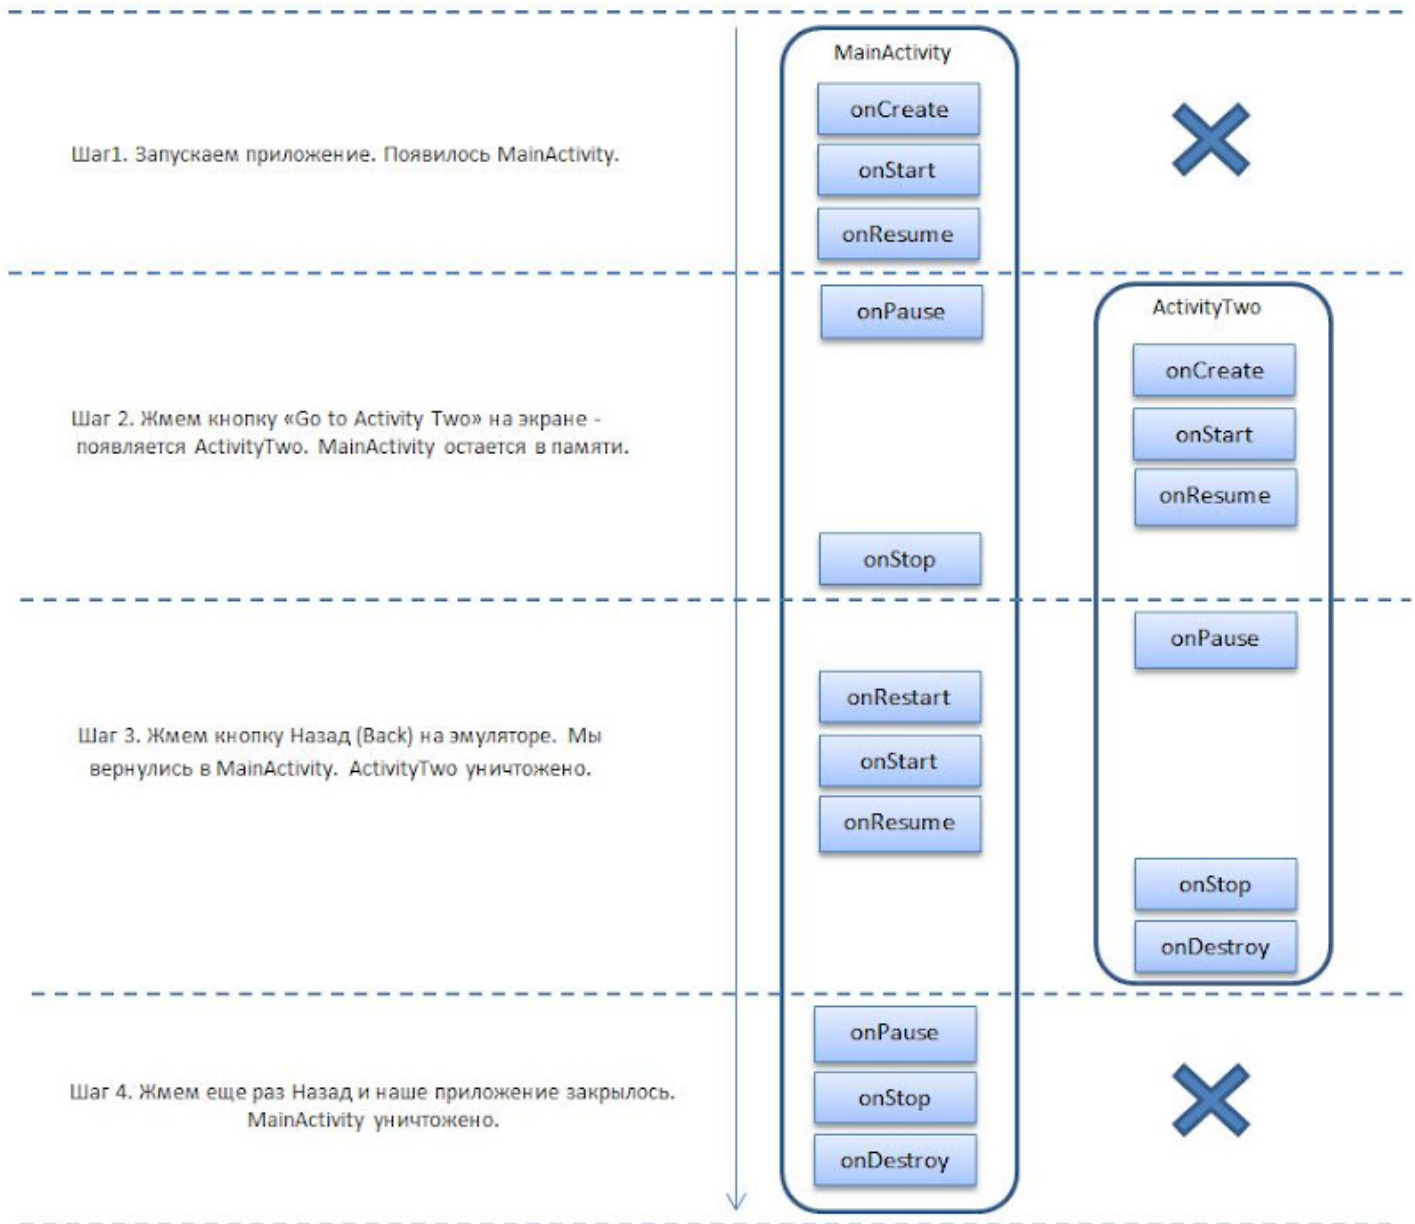 MainActivity
onCreate
Шаг1. Запускаем приложение. Появилось MainActivity.
onStart
onResume
onPause
ActivityTwo
onCreate
Шаг 2. Жмем кнопку «Go to Activity Two» на экране -
появляется ActivityTwo. MainActivity остается в памяти.
onStart
onResume
onStop
onPause
onRestart
Шаг 3. Жмем кнопку Назад (Back) на эмуляторе. Мы
вернулись в MainActivity. ActivityTwo уничтожено.
onStart
onResume
onStop
onDestroy
onPause
Шаг 4. Жмем еще раз Назад и наше приложение закрылось.
MainActivity уничтожено.
onStop
onDestroy